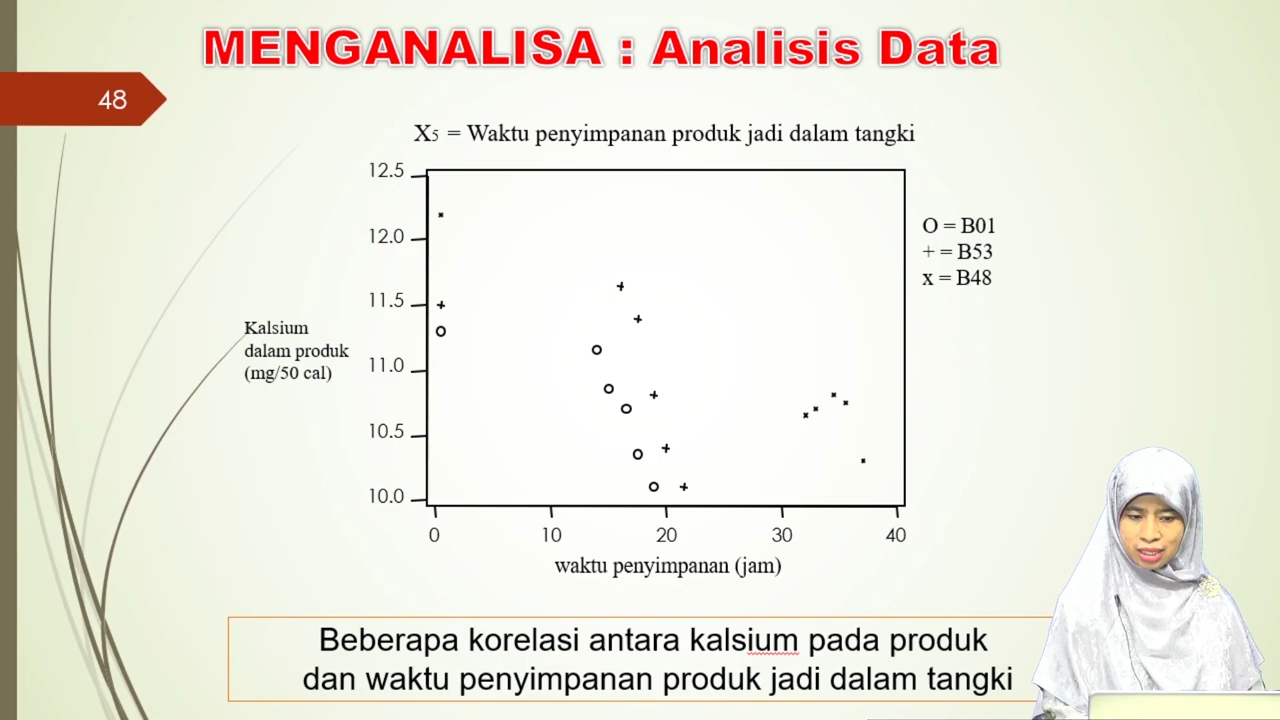 MENGANALISA : Analisis Data
48
X5 = Waktu penyimpanan produk jadi dalam tangki
12.5
12.0
11.5
11.0
10.5
10.0
Kalsium
dalam produk
(mg/50 cal)
O = B01
+ = B53
x = B48
0 10 20 30 40
waktu penyimpanan (jam)
Beberapa korelasi antara kalsium pada produk
dan waktu penyimpanan produk jadi dalam tangki